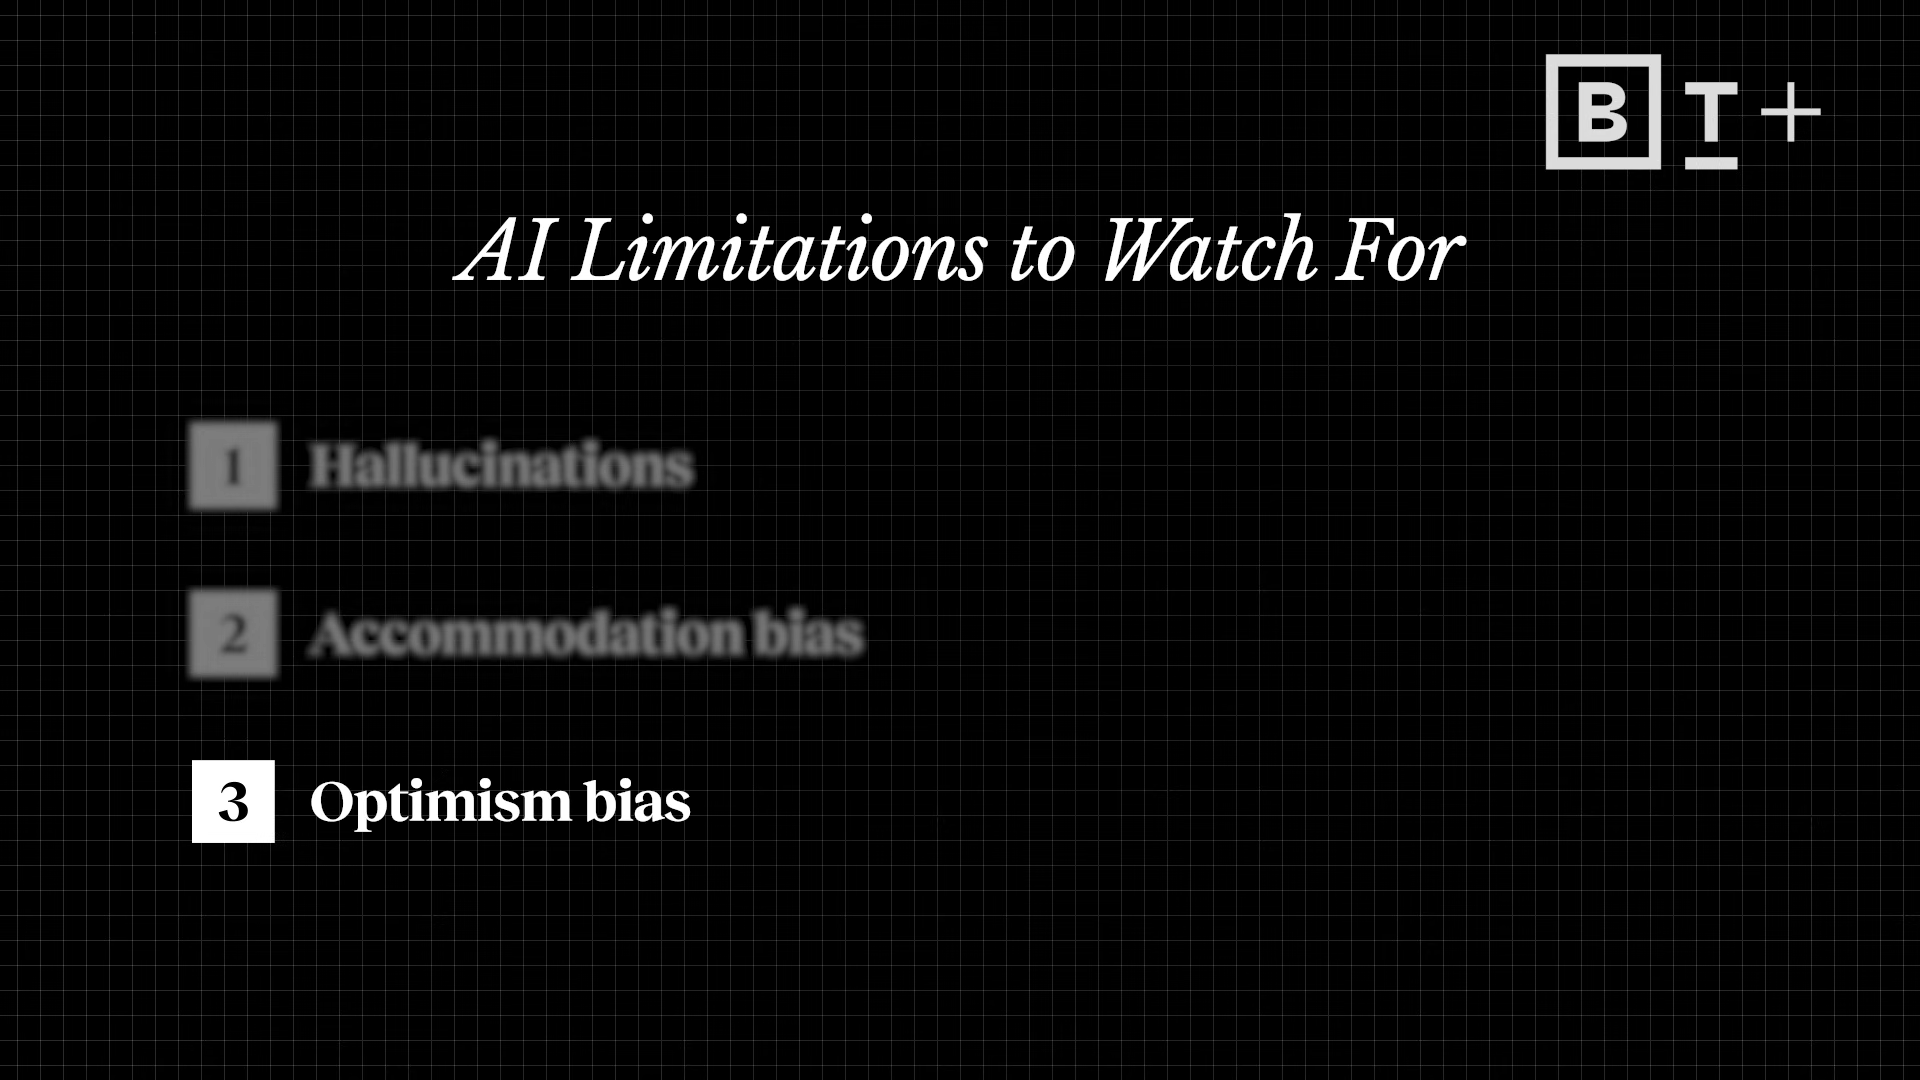 B T +
AI Limitations to Watch For
1 Hallucinations
2 Accommodation bias
3 Optimism bias